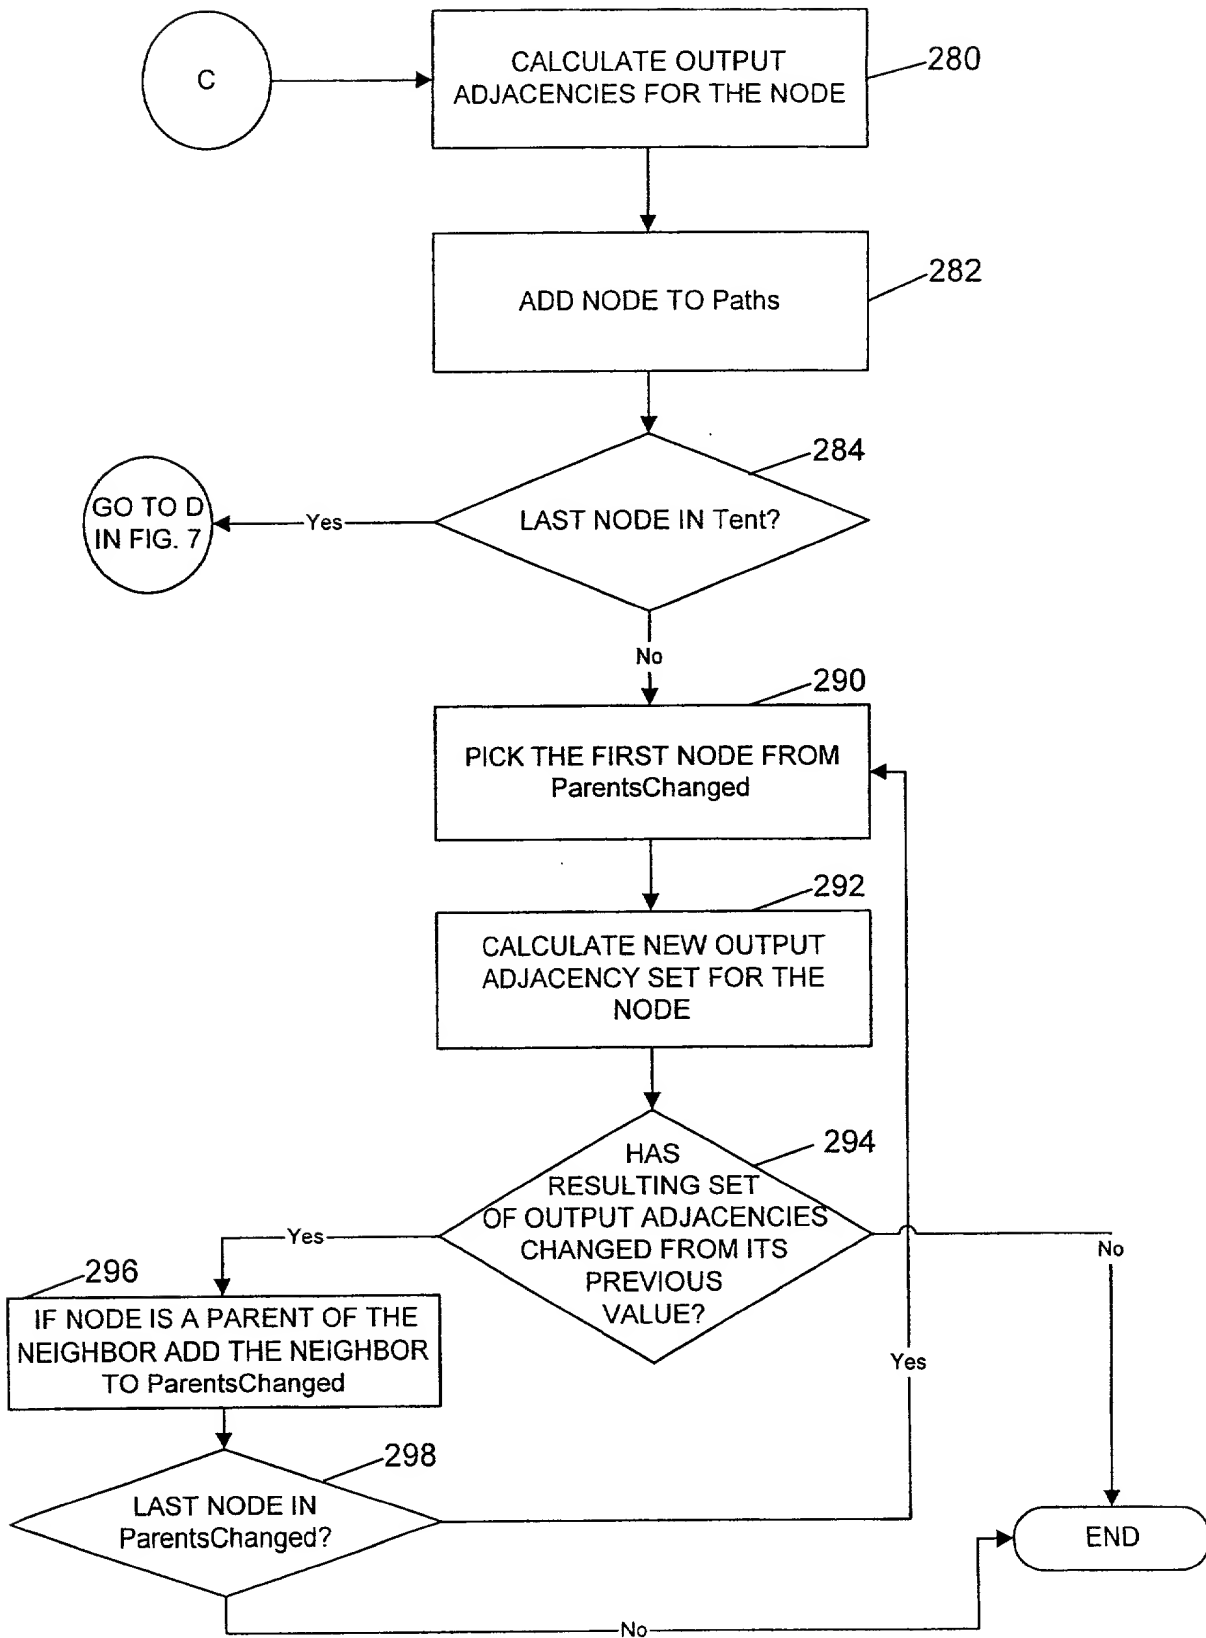 C
CALCULATE OUTPUT
ADJACENCIES FOR THE NODE
280
ADD NODE TO Paths
282
284
LAST NODE IN Tent?
Yes
GO TO D
IN FIG. 7
No
290
PICK THE FIRST NODE FROM
ParentsChanged
292
CALCULATE NEW OUTPUT
ADJACENCY SET FOR THE
NODE
294
HAS
RESULTING SET
OF OUTPUT ADJACENCIES
CHANGED FROM ITS
PREVIOUS
VALUE?
Yes
No
296
IF NODE IS A PARENT OF THE
NEIGHBOR ADD THE NEIGHBOR
TO ParentsChanged
Yes
298
LAST NODE IN
ParentsChanged?
END
No